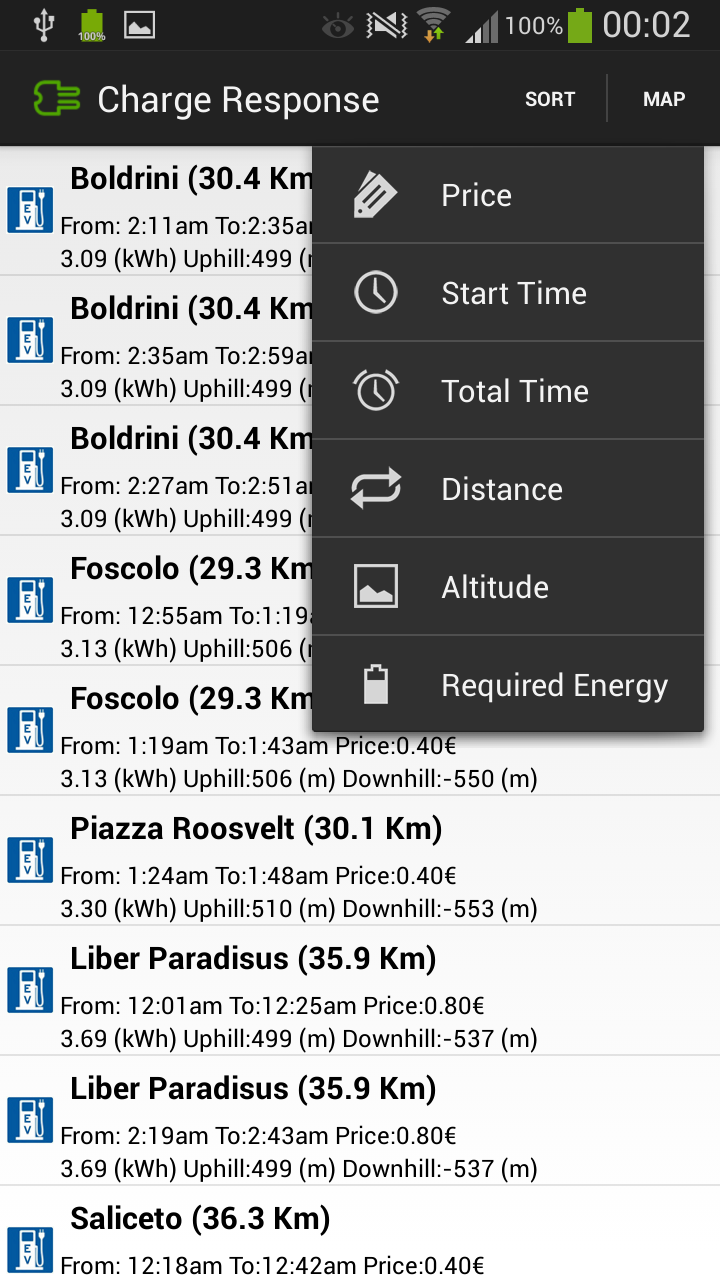 100%
100%
00:02
Charge Response
SORT
MAP
Price
Start Time
Total Time
Distance
Altitude
Required Energy
Boldrini (30.4 Km
From: 2:11am To:2:35a
3.09 (kWh) Uphill:499 (
Boldrini (30.4 Km
From: 2:35am To:2:59a
3.09 (kWh) Uphill:499 (
Boldrini (30.4 Km
From: 2:27am To:2:51a
3.09 (kWh) Uphill:499 (
Foscolo (29.3 Km
From: 12:55am To:1:19
3.13 (kWh) Uphill:506 (
Foscolo (29.3 Km
From: 1:19am To:1:43am Price:0.40€
3.13 (kWh) Uphill:506 (m) Downhill:-550 (m)
Piazza Roosvelt (30.1 Km)
From: 1:24am To:1:48am Price:0.40€
3.30 (kWh) Uphill:510 (m) Downhill:-553 (m)
Liber Paradisus (35.9 Km)
From: 12:01am To:12:25am Price:0.80€
3.69 (kWh) Uphill:499 (m) Downhill:-537 (m)
Liber Paradisus (35.9 Km)
From: 2:19am To:2:43am Price:0.80€
3.69 (kWh) Uphill:499 (m) Downhill:-537 (m)
Saliceto (36.3 Km)
From: 12:18am To:12:42am Price:0.40€